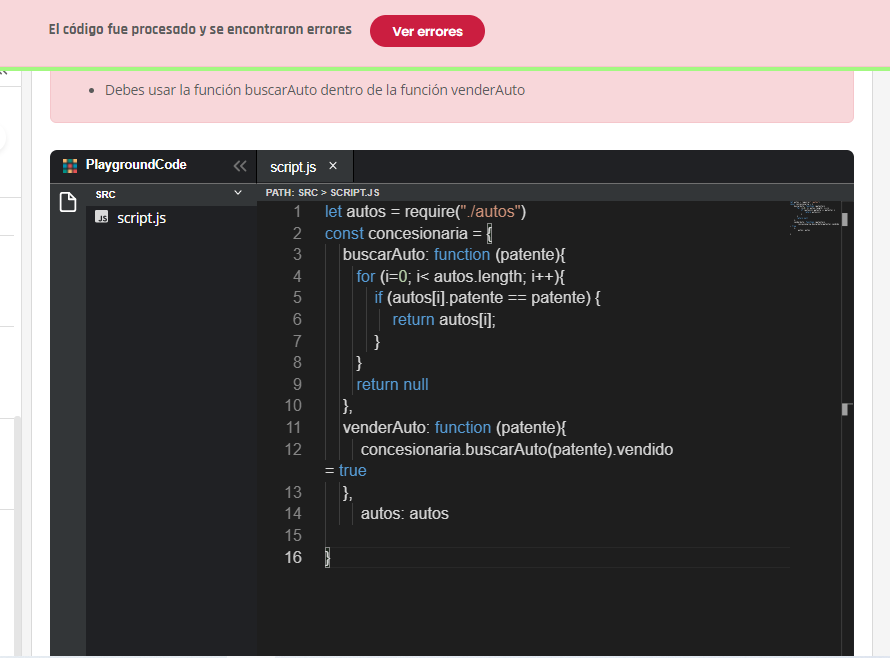 El código fue procesado y se encontraron errores
Ver errores
Debes usar la función buscarAuto dentro de la función venderAuto
PlaygroundCode
script.js ×
SRC
PATH: SRC > SCRIPT.JS
JS script.js
1 let autos = require("./autos")
2 const concesionaria = {
3 buscarAuto: function (patente){
4 for (i=0; i< autos.length; i++){
5 if (autos[i].patente == patente) {
6 return autos[i];
7 }
8 }
9 return null
10 },
11 venderAuto: function (patente){
12 concesionaria.buscarAuto(patente).vendido
= true
13 },
14 autos: autos
15
16 }